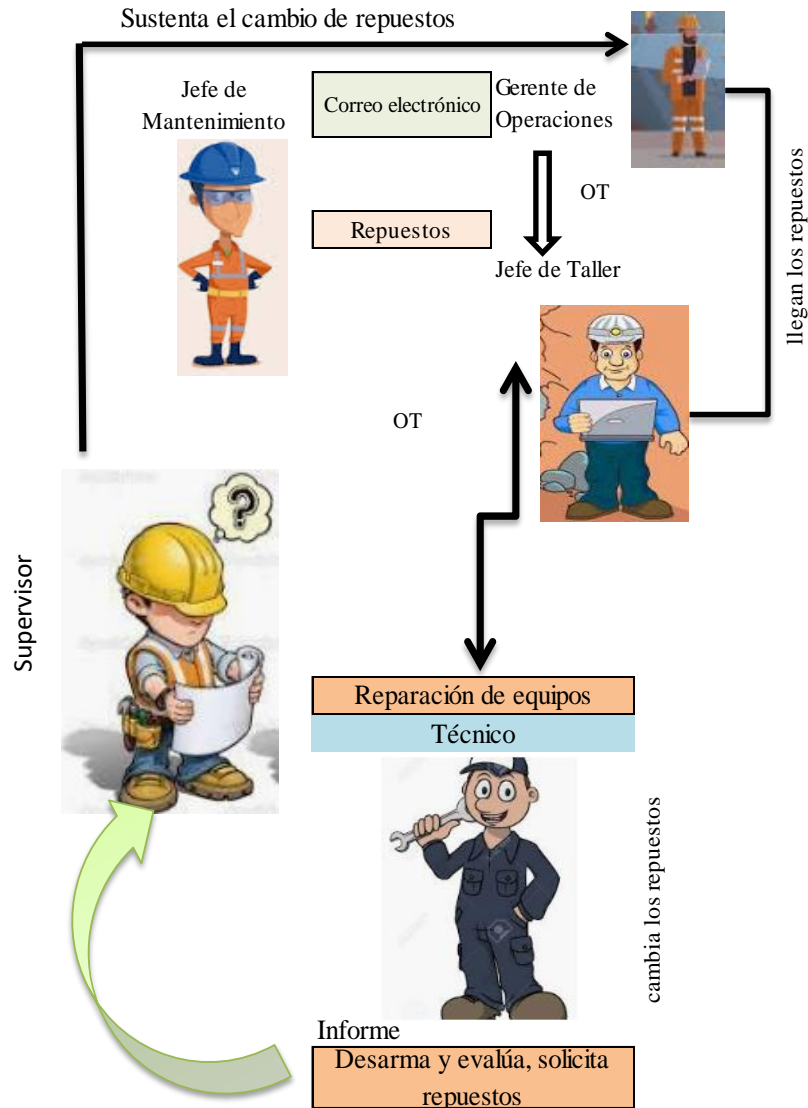 Sustenta el cambio de repuestos
Jefe de
Mantenimiento
Correo electrónico
Gerente de
Operaciones
OT
Repuestos
Jefe de Taller
llegan los repuestos
OT
?
Supervisor
Reparación de equipos
Técnico
cambia los repuestos
Informe
Desarma y evalúa, solicita
repuestos